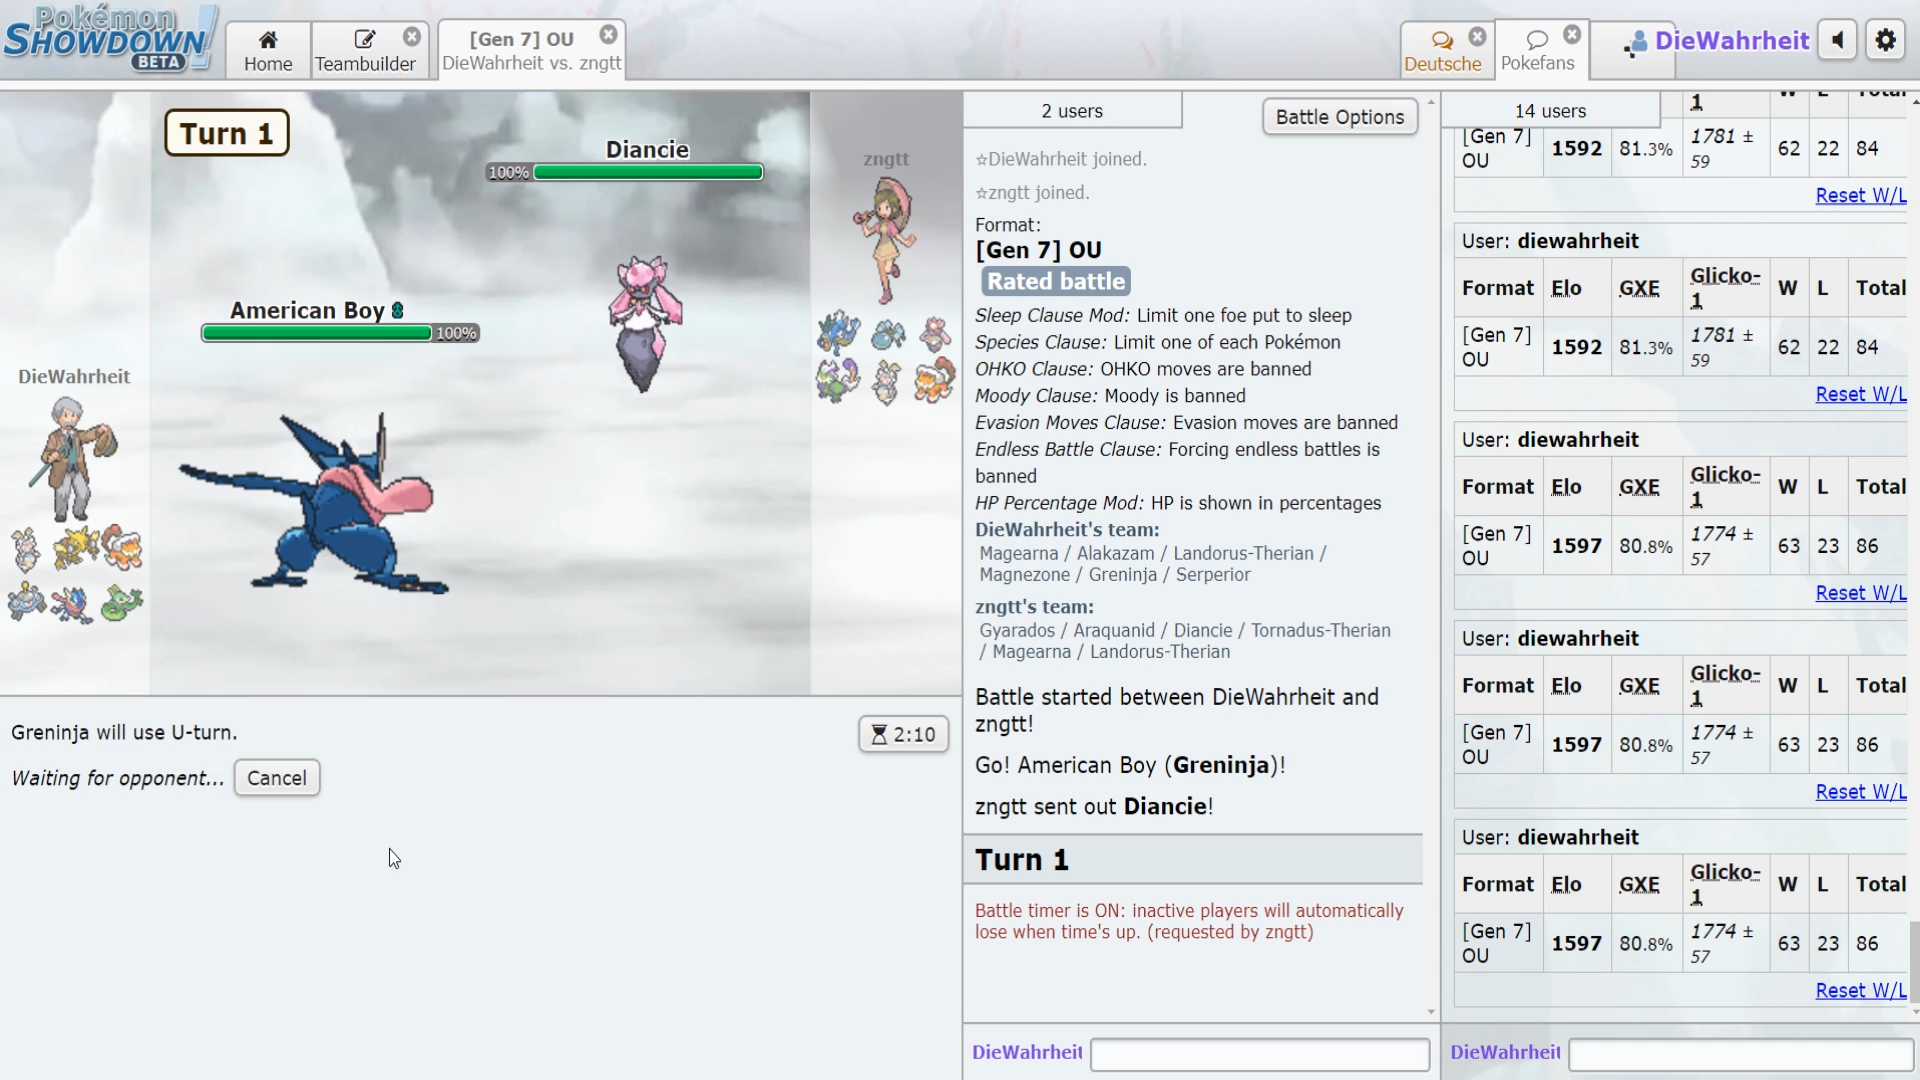 Pokémon
SHOWDOWN!
BETA
Home
Teambuilder
[Gen 7] OU
DieWahrheit vs. zngtt
Deutsche
Pokefans
DieWahrheit
Turn 1
Diancie
100%
American Boy
100%
DieWahrheit
zngtt
Greninja will use U-turn.
2:10
Waiting for opponent... Cancel
2 users
Battle Options
☆DieWahrheit joined.
☆zngtt joined.
Format:
[Gen 7] OU
Rated battle
Sleep Clause Mod: Limit one foe put to sleep
Species Clause: Limit one of each Pokémon
OHKO Clause: OHKO moves are banned
Moody Clause: Moody is banned
Evasion Moves Clause: Evasion moves are banned
Endless Battle Clause: Forcing endless battles is
banned
HP Percentage Mod: HP is shown in percentages
DieWahrheit's team:
Magearna / Alakazam / Landorus-Therian /
Magnezone / Greninja / Serperior
zngtt's team:
Gyarados / Araquanid / Diancie / Tornadus-Therian
/ Magearna / Landorus-Therian
Battle started between DieWahrheit and
zngtt!
Go! American Boy (Greninja)!
zngtt sent out Diancie!
Turn 1
Battle timer is ON: inactive players will automatically
lose when time's up. (requested by zngtt)
DieWahrheit
14 users
1 W L Total
[Gen 7] OU 1592 81.3% 1781 ± 59 62 22 84
Reset W/L
User: diewahrheit
Format Elo GXE Glicko-1 W L Total
[Gen 7] OU 1592 81.3% 1781 ± 59 62 22 84
Reset W/L
User: diewahrheit
Format Elo GXE Glicko-1 W L Total
[Gen 7] OU 1597 80.8% 1774 ± 57 63 23 86
Reset W/L
User: diewahrheit
Format Elo GXE Glicko-1 W L Total
[Gen 7] OU 1597 80.8% 1774 ± 57 63 23 86
Reset W/L
User: diewahrheit
Format Elo GXE Glicko-1 W L Total
[Gen 7] OU 1597 80.8% 1774 ± 57 63 23 86
Reset W/L
DieWahrheit